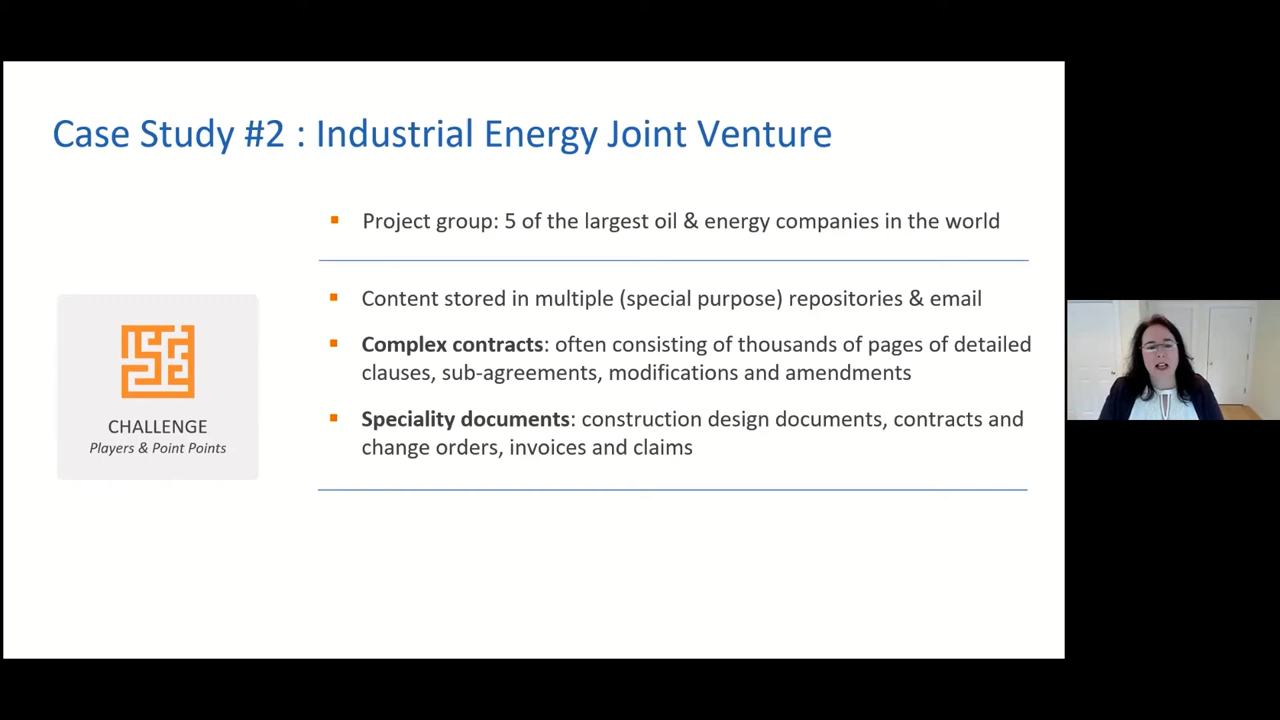 Case Study #2 : Industrial Energy Joint Venture
Project group: 5 of the largest oil & energy companies in the world
Content stored in multiple (special purpose) repositories & email
Complex contracts: often consisting of thousands of pages of detailed
clauses, sub-agreements, modifications and amendments
Speciality documents: construction design documents, contracts and
change orders, invoices and claims
CHALLENGE
Players & Point Points